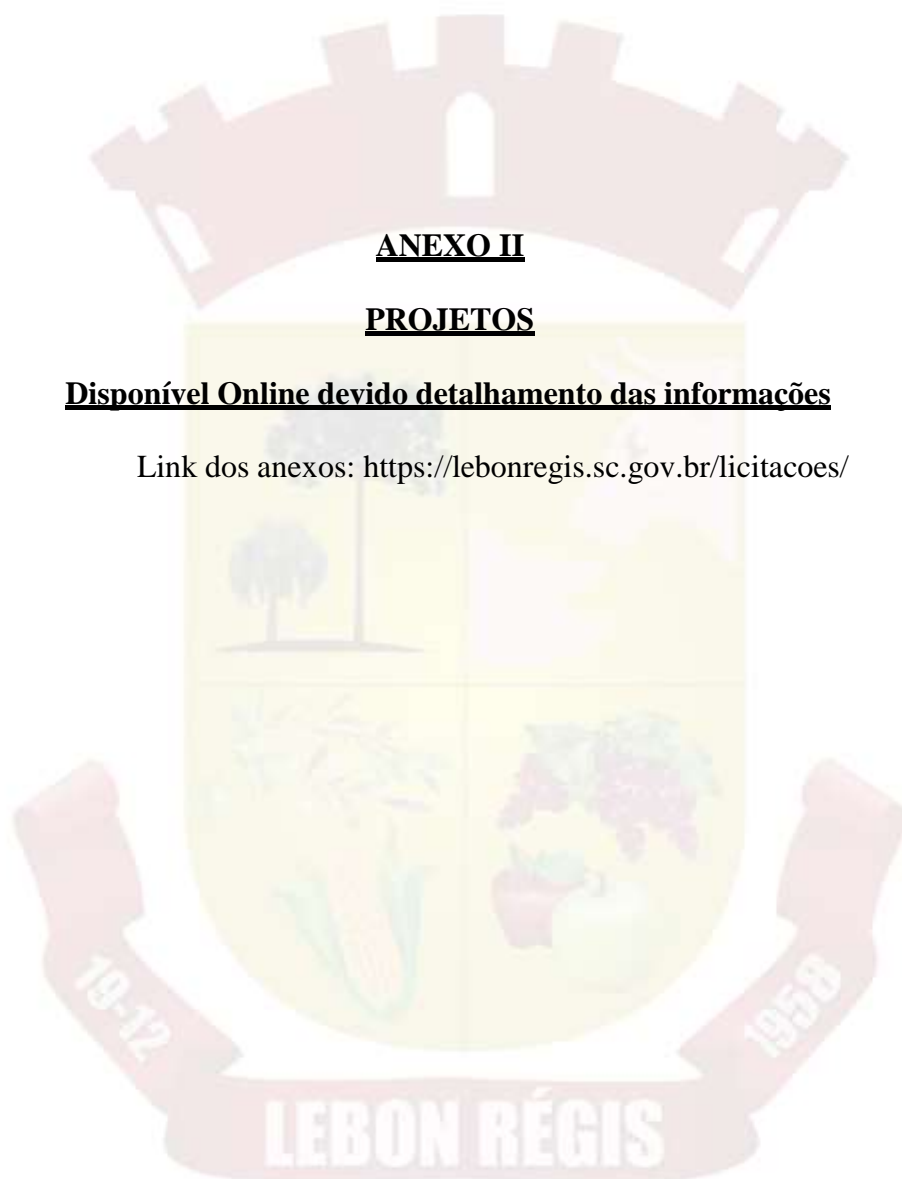 ANEXO II
PROJETOS
Disponível Online devido detalhamento das informações
Link dos anexos: https://lebonregis.sc.gov.br/licitacoes/
19-12
1958
LEBON RÉGIS